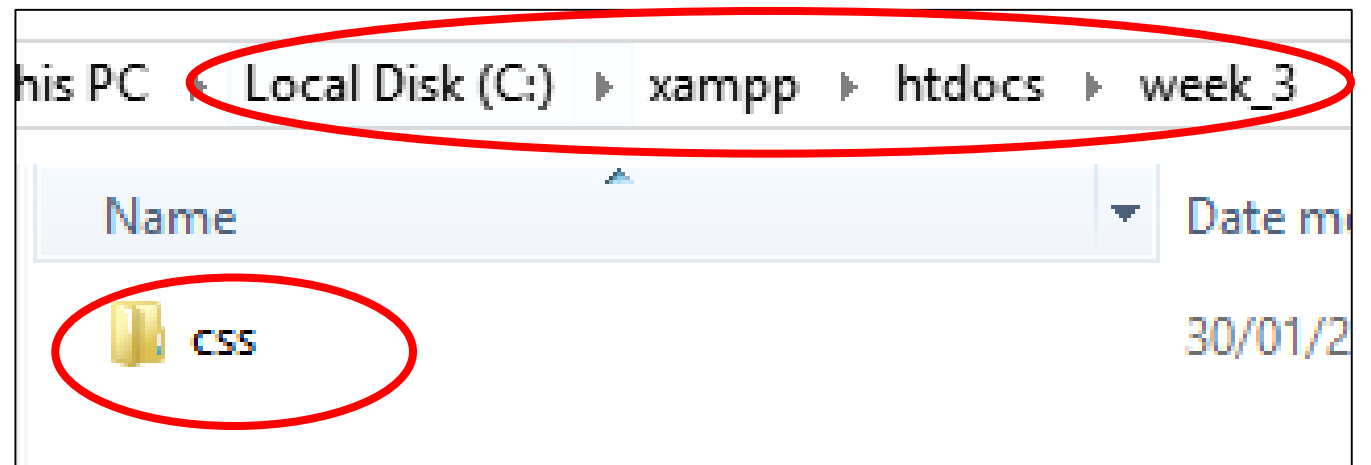 his PC Local Disk (C:) xampp htdocs week_3
Name Date m
css 30/01/2